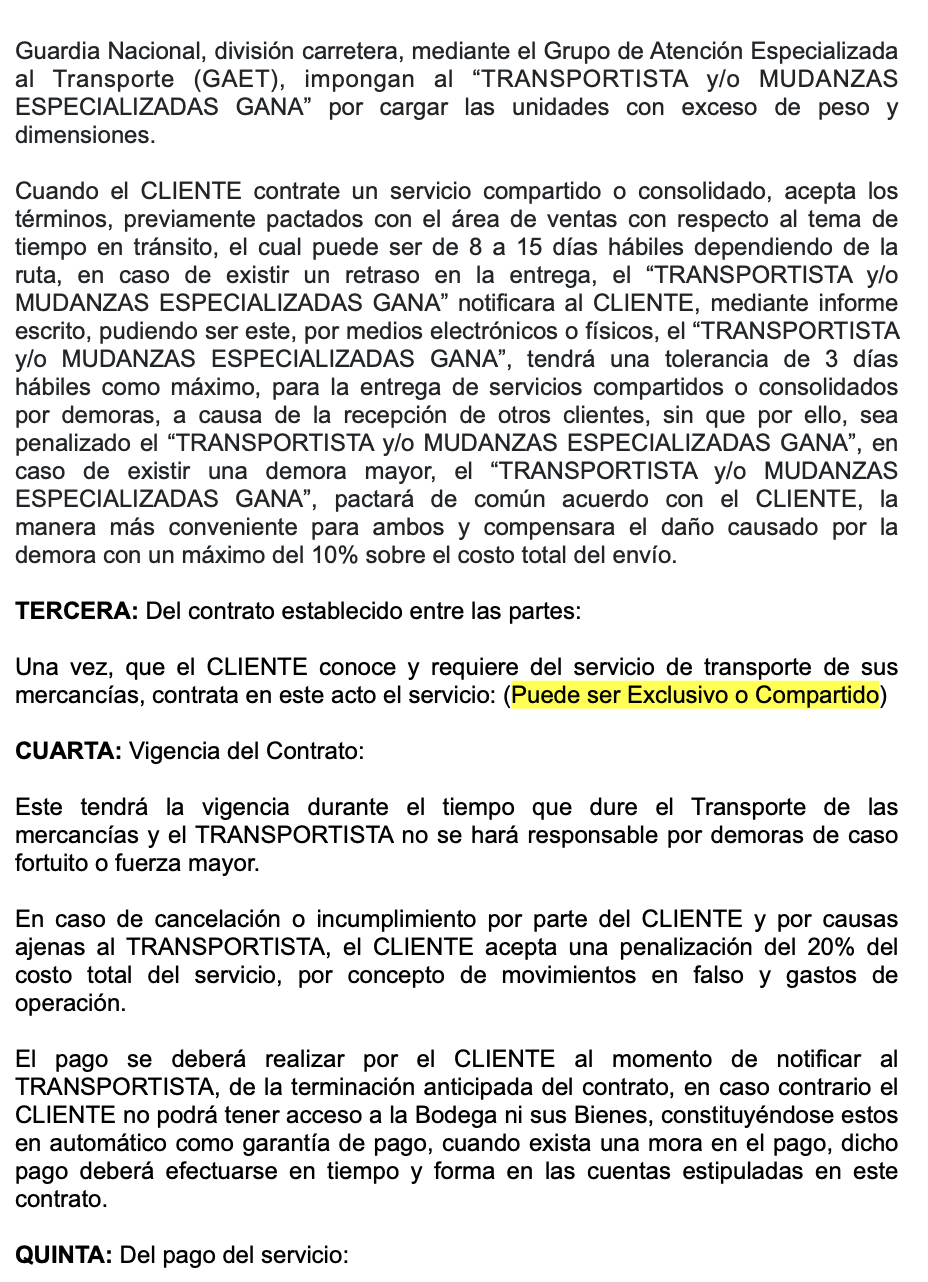 Guardia Nacional, división carretera, mediante el Grupo de Atención Especializada
al Transporte (GAET), impongan al “TRANSPORTISTA y/o MUDANZAS
ESPECIALIZADAS GANA” por cargar las unidades con exceso de peso y
dimensiones.
Cuando el CLIENTE contrate un servicio compartido o consolidado, acepta los
términos, previamente pactados con el área de ventas con respecto al tema de
tiempo en tránsito, el cual puede ser de 8 a 15 días hábiles dependiendo de la
ruta, en caso de existir un retraso en la entrega, el “TRANSPORTISTA y/o
MUDANZAS ESPECIALIZADAS GANA” notificara al CLIENTE, mediante informe
escrito, pudiendo ser este, por medios electrónicos o físicos, el “TRANSPORTISTA
y/o MUDANZAS ESPECIALIZADAS GANA”, tendrá una tolerancia de 3 días
hábiles como máximo, para la entrega de servicios compartidos o consolidados
por demoras, a causa de la recepción de otros clientes, sin que por ello, sea
penalizado el “TRANSPORTISTA y/o MUDANZAS ESPECIALIZADAS GANA”, en
caso de existir una demora mayor, el “TRANSPORTISTA y/o MUDANZAS
ESPECIALIZADAS GANA”, pactará de común acuerdo con el CLIENTE, la
manera más conveniente para ambos y compensara el daño causado por la
demora con un máximo del 10% sobre el costo total del envío.
TERCERA: Del contrato establecido entre las partes:
Una vez, que el CLIENTE conoce y requiere del servicio de transporte de sus
mercancías, contrata en este acto el servicio: (Puede ser Exclusivo o Compartido)
CUARTA: Vigencia del Contrato:
Este tendrá la vigencia durante el tiempo que dure el Transporte de las
mercancías y el TRANSPORTISTA no se hará responsable por demoras de caso
fortuito o fuerza mayor.
En caso de cancelación o incumplimiento por parte del CLIENTE y por causas
ajenas al TRANSPORTISTA, el CLIENTE acepta una penalización del 20% del
costo total del servicio, por concepto de movimientos en falso y gastos de
operación.
El pago se deberá realizar por el CLIENTE al momento de notificar al
TRANSPORTISTA, de la terminación anticipada del contrato, en caso contrario el
CLIENTE no podrá tener acceso a la Bodega ni sus Bienes, constituyéndose estos
en automático como garantía de pago, cuando exista una mora en el pago, dicho
pago deberá efectuarse en tiempo y forma en las cuentas estipuladas en este
contrato.
QUINTA: Del pago del servicio: